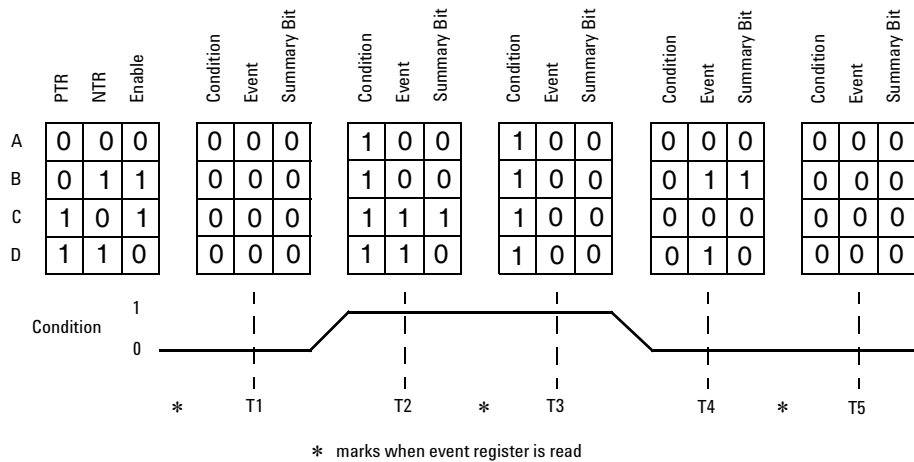 PTR NTR Enable Condition Event Summary Bit Condition Event Summary Bit Condition Event Summary Bit Condition Event Summary Bit Condition Event Summary Bit
A 0 0 0 0 0 0 1 0 0 1 0 0 0 0 0 0 0 0
B 0 1 1 0 0 0 1 0 0 1 0 0 0 1 1 0 0 0
C 1 0 1 0 0 0 1 1 1 1 0 0 0 0 0 0 0 0
D 1 1 0 0 0 0 1 1 0 1 0 0 0 1 0 0 0 0
1
Condition
0
* T1 T2 * T3 T4 * T5
* marks when event register is read